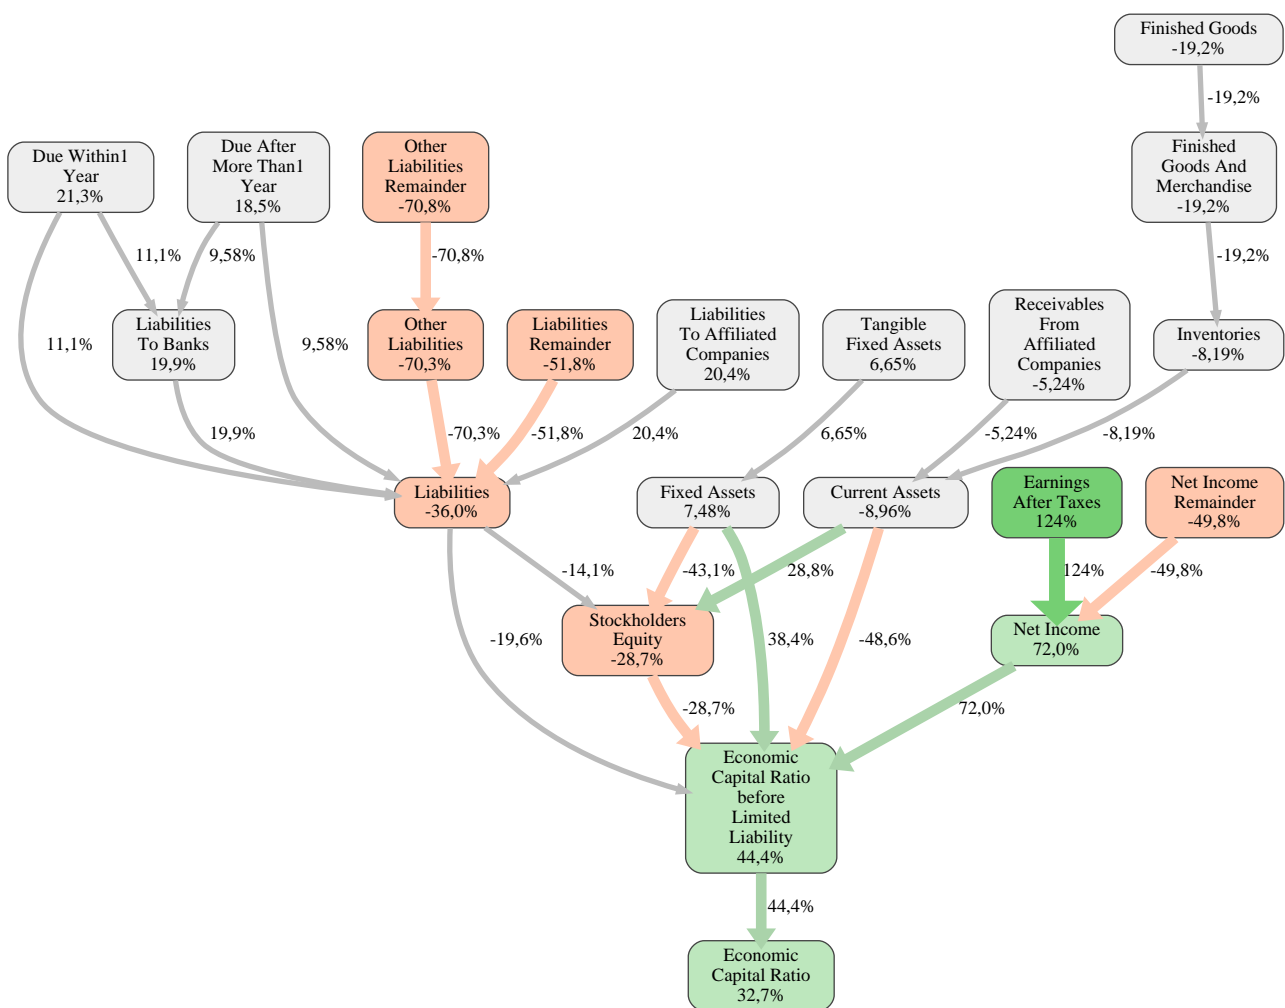 Finished Goods
-19,2%
-19,2%
Due Within1
Year
21,3%
Due After
More Than1
Year
18,5%
Other
Liabilities
Remainder
-70,8%
Finished
Goods And
Merchandise
-19,2%
11,1%
9,58%
-70,8%
-19,2%
11,1%
Liabilities
To Banks
19,9%
9,58%
Other
Liabilities
-70,3%
Liabilities
Remainder
-51,8%
Liabilities
To Affiliated
Companies
20,4%
Tangible
Fixed Assets
6,65%
Receivables
From
Affiliated
Companies
-5,24%
Inventories
-8,19%
19,9%
-70,3%
-51,8%
20,4%
6,65%
-5,24%
-8,19%
Liabilities
-36,0%
Fixed Assets
7,48%
Current Assets
-8,96%
Earnings
After Taxes
124%
Net Income
Remainder
-49,8%
-14,1%
-43,1%
28,8%
124%
-49,8%
-19,6%
Stockholders
Equity
-28,7%
38,4%
-48,6%
Net Income
72,0%
-28,7%
72,0%
Economic
Capital Ratio
before
Limited
Liability
44,4%
44,4%
Economic
Capital Ratio
32,7%